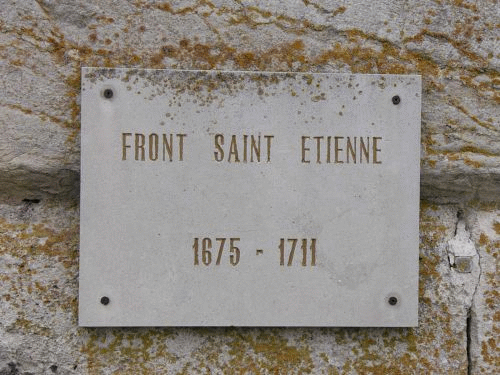 FRONT SAINT ETIENNE
1675 - 1711